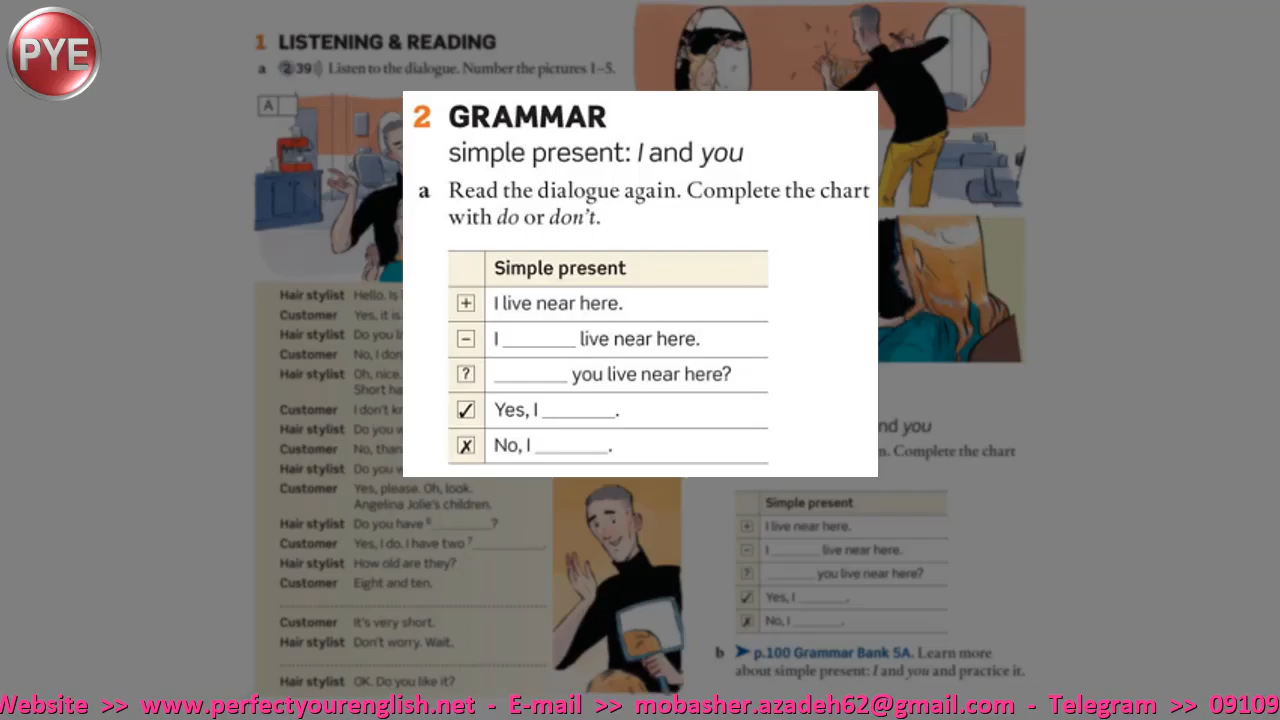 PYE
1 LISTENING & READING
a 2 39 Listen to the dialogue. Number the pictures 1–5.
A
2 GRAMMAR
simple present: I and you
a Read the dialogue again. Complete the chart
with do or don't.
Simple present
+ I live near here.
− I ________ live near here.
? ________ you live near here?
✓ Yes, I ________.
✗ No, I ________.
Hair stylist Hello. Is
Customer Yes, it is.
Hair stylist Do you
Customer No, I
Hair stylist Oh, nice.
Short
Customer I don't
Hair stylist Do you
Customer No,
Hair stylist Do you
Customer Yes, please. Oh, look.
Angelina Jolie's children.
Hair stylist Do you have 6 ________?
Customer Yes, I do. I have two 7 ________.
Hair stylist How old are they?
Customer Eight and ten.
Customer It's very short.
Hair stylist Don't worry. Wait.
Hair stylist OK. Do you like it?
you
Complete the chart
Simple present
+ I live near here.
− I ________ live near here.
? ________ you live near here?
✓ Yes, I ________.
✗ No, I ________.
b ➤ p.100 Grammar Bank 5A. Learn more
about simple present: I and you and practice it.
Website >> www.perfectyourenglish.net - E-mail >> mobasher.azadeh62@gmail.com - Telegram >> 09109